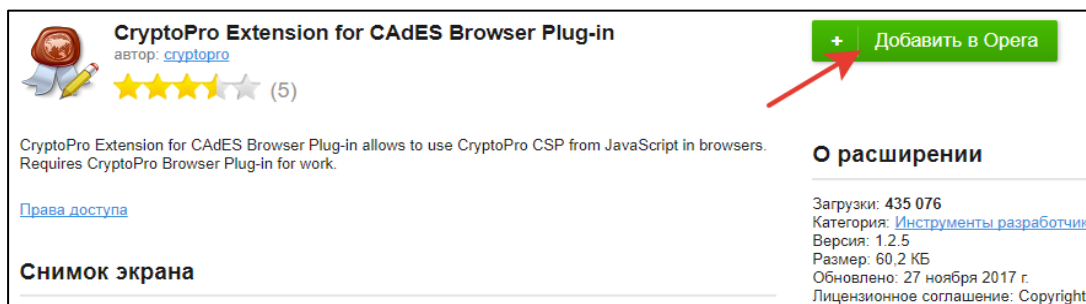 CryptoPro Extension for CAdES Browser Plug-in
автор: cryptopro
(5)
+ Добавить в Opera
CryptoPro Extension for CAdES Browser Plug-in allows to use CryptoPro CSP from JavaScript in browsers.
Requires CryptoPro Browser Plug-in for work.
Права доступа
Снимок экрана
О расширении
Загрузки: 435 076
Категория: Инструменты разработчик
Версия: 1.2.5
Размер: 60,2 КБ
Обновлено: 27 ноября 2017 г.
Лицензионное соглашение: Copyright